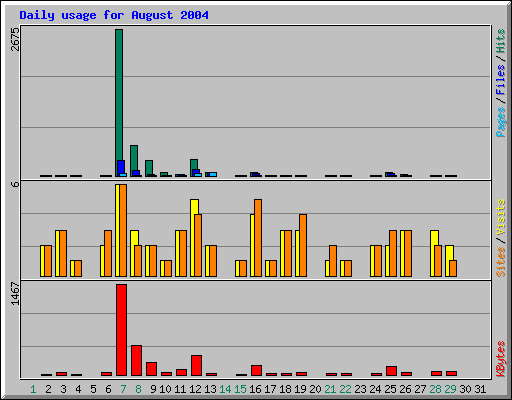 Daily usage for August 2004
2675
Pages / Files / Hits
6
Sites / Visits
1467
KBytes
1 2 3 4 5 6 7 8 9 10 11 12 13 14 15 16 17 18 19 20 21 22 23 24 25 26 27 28 29 30 31